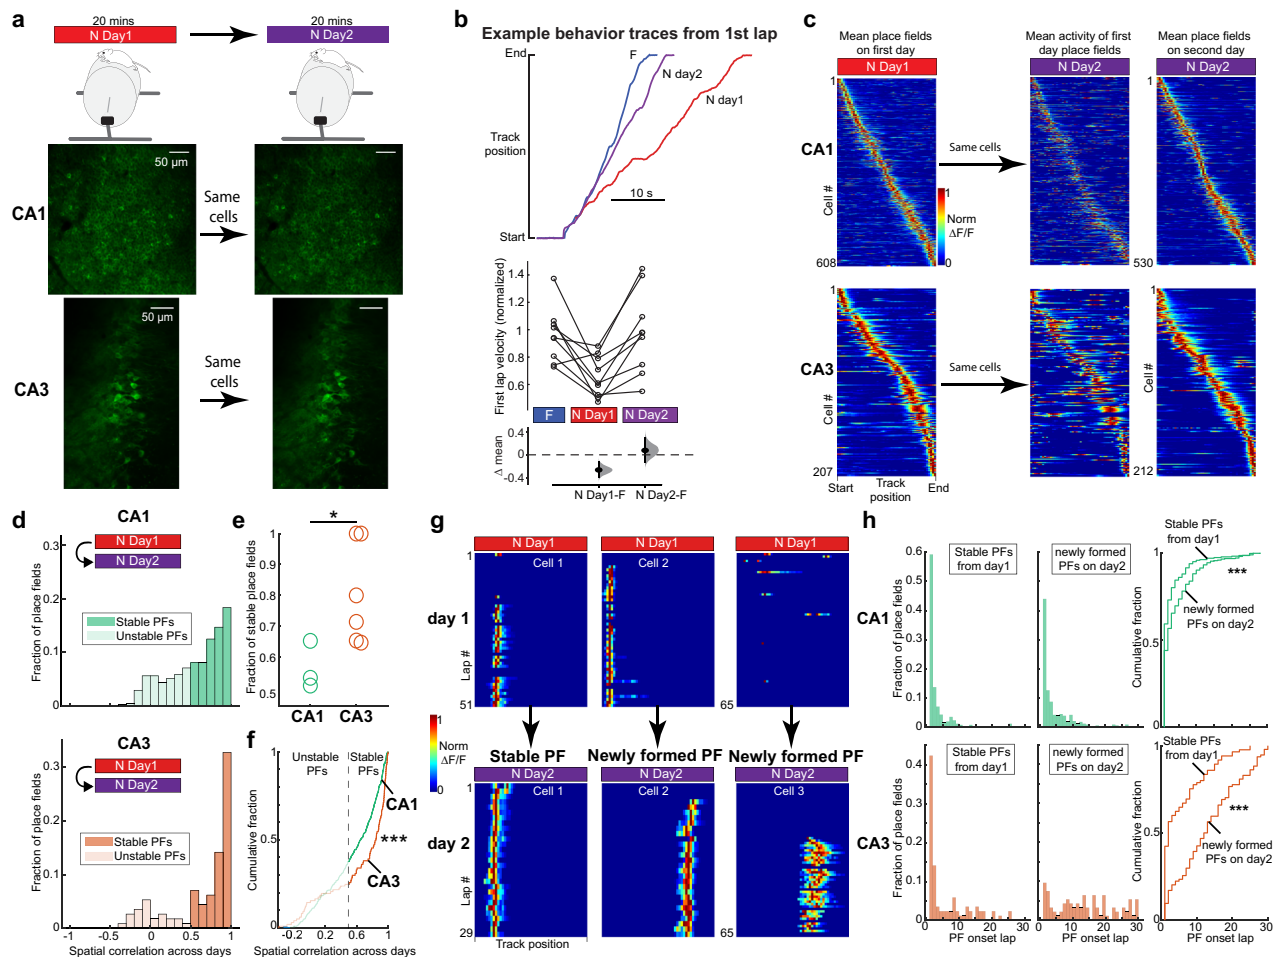 a
20 mins
N Day1
20 mins
N Day2
50 µm
CA1
Same
cells
50 µm
CA3
Same
cells
b
Example behavior traces from 1st lap
End
F
N day2
N day1
Track
position
10 s
Start
First lap velocity (normalized)
1.4
1.2
1
0.8
0.6
F
N Day1
N Day2
Δ mean
0.4
0
-0.4
N Day1-F
N Day2-F
c
Mean place fields
on first day
N Day1
Mean activity of first
day place fields
N Day2
Mean place fields
on second day
N Day2
1
1
CA1
Cell #
608
Same cells
1
Norm
ΔF/F
0
530
1
1
CA3
Cell #
207
Same cells
Cell #
212
Start
Track
position
End
d
CA1
N Day1
N Day2
Fraction of place fields
0.3
0.2
0.1
0
Stable PFs
Unstable PFs
CA3
N Day1
N Day2
Fraction of place fields
0.3
0.2
0.1
0
Stable PFs
Unstable PFs
-1
-0.5
0
0.5
1
Spatial correlation across days
e
*
Fraction of stable place fields
1
0.9
0.8
0.7
0.6
0.5
CA1
CA3
f
Unstable
PFs
Stable
PFs
Cumulative fraction
1
0.5
0
CA1
***
CA3
-0.2
0.2
0.6
1
Spatial correlation across days
g
N Day1
N Day1
N Day1
1
Cell 1
Cell 2
day 1
Lap #
51
65
1
Norm
ΔF/F
0
Stable PF
Newly formed PF
Newly formed PF
N Day2
N Day2
N Day2
1
Cell 1
Cell 2
Cell 3
day 2
Lap #
29
65
Track position
h
CA1
Fraction of place fields
0.6
0.5
0.4
0.3
0.2
0.1
0
Stable PFs
from day1
newly formed
PFs on day2
Stable PFs
from day1
***
newly formed
PFs on day2
Cumulative fraction
1
0.5
0
CA3
Fraction of place fields
0.4
0.3
0.2
0.1
0
Stable PFs
from day1
newly formed
PFs on day2
Stable PFs
from day1
***
newly formed
PFs on day2
Cumulative fraction
1
0.5
0
0
10
20
30
PF onset lap
0
10
20
30
PF onset lap
0
10
20
30
PF onset lap